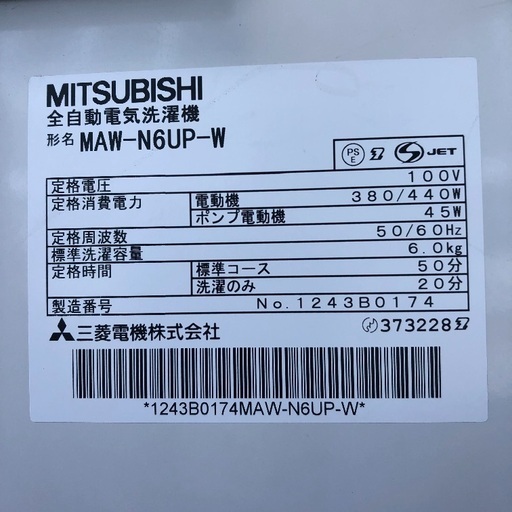 MITSUBISHI
全自動電気洗濯機
形名 MAW-N6UP-W
PS E JET
定格電圧 100V
定格消費電力 電動機 380/440W
ポンプ電動機 45W
定格周波数 50/60Hz
標準洗濯容量 6.0kg
定格時間 標準コース 50分
洗濯のみ 20分
製造番号 No.1243B0174
三菱電機株式会社 373228
*1243B0174MAW-N6UP-W*